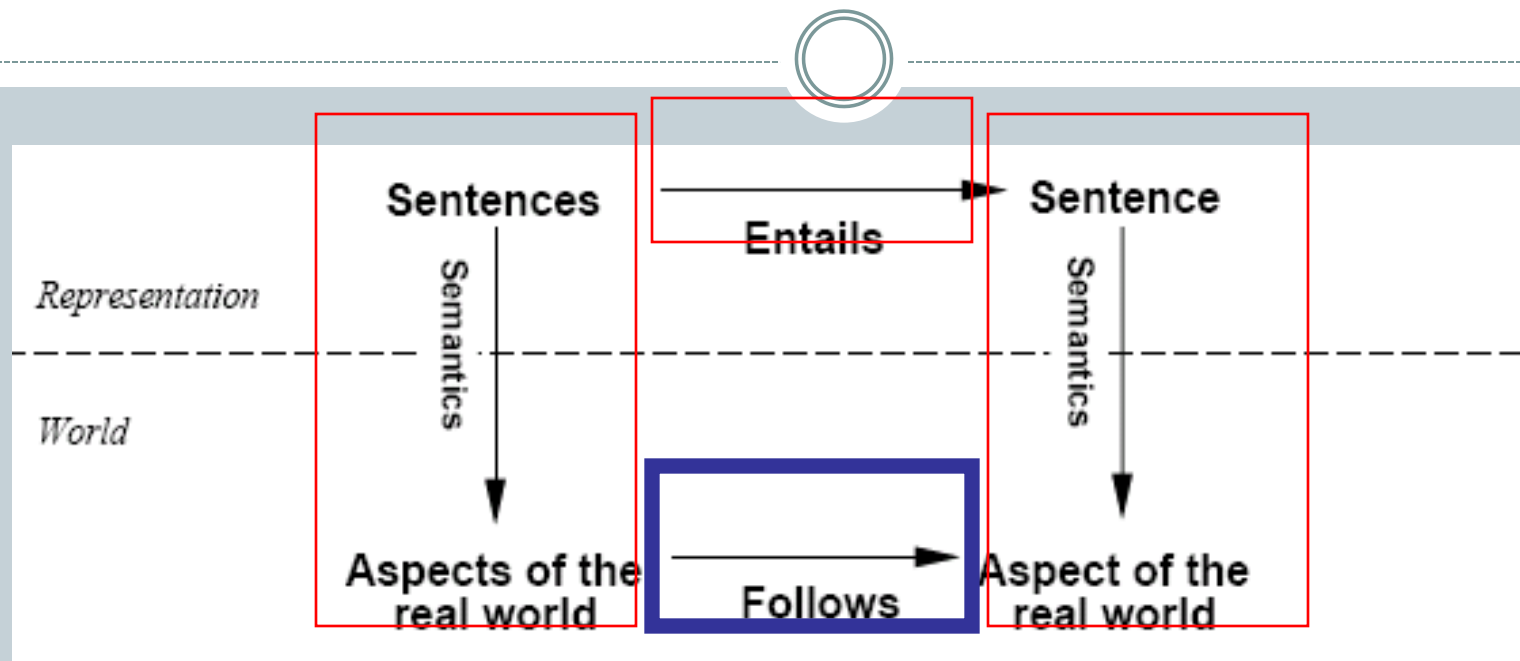 Sentences
Entails
Sentence
Semantics
Semantics
Representation
World
Aspects of the
real world
Follows
Aspect of the
real world